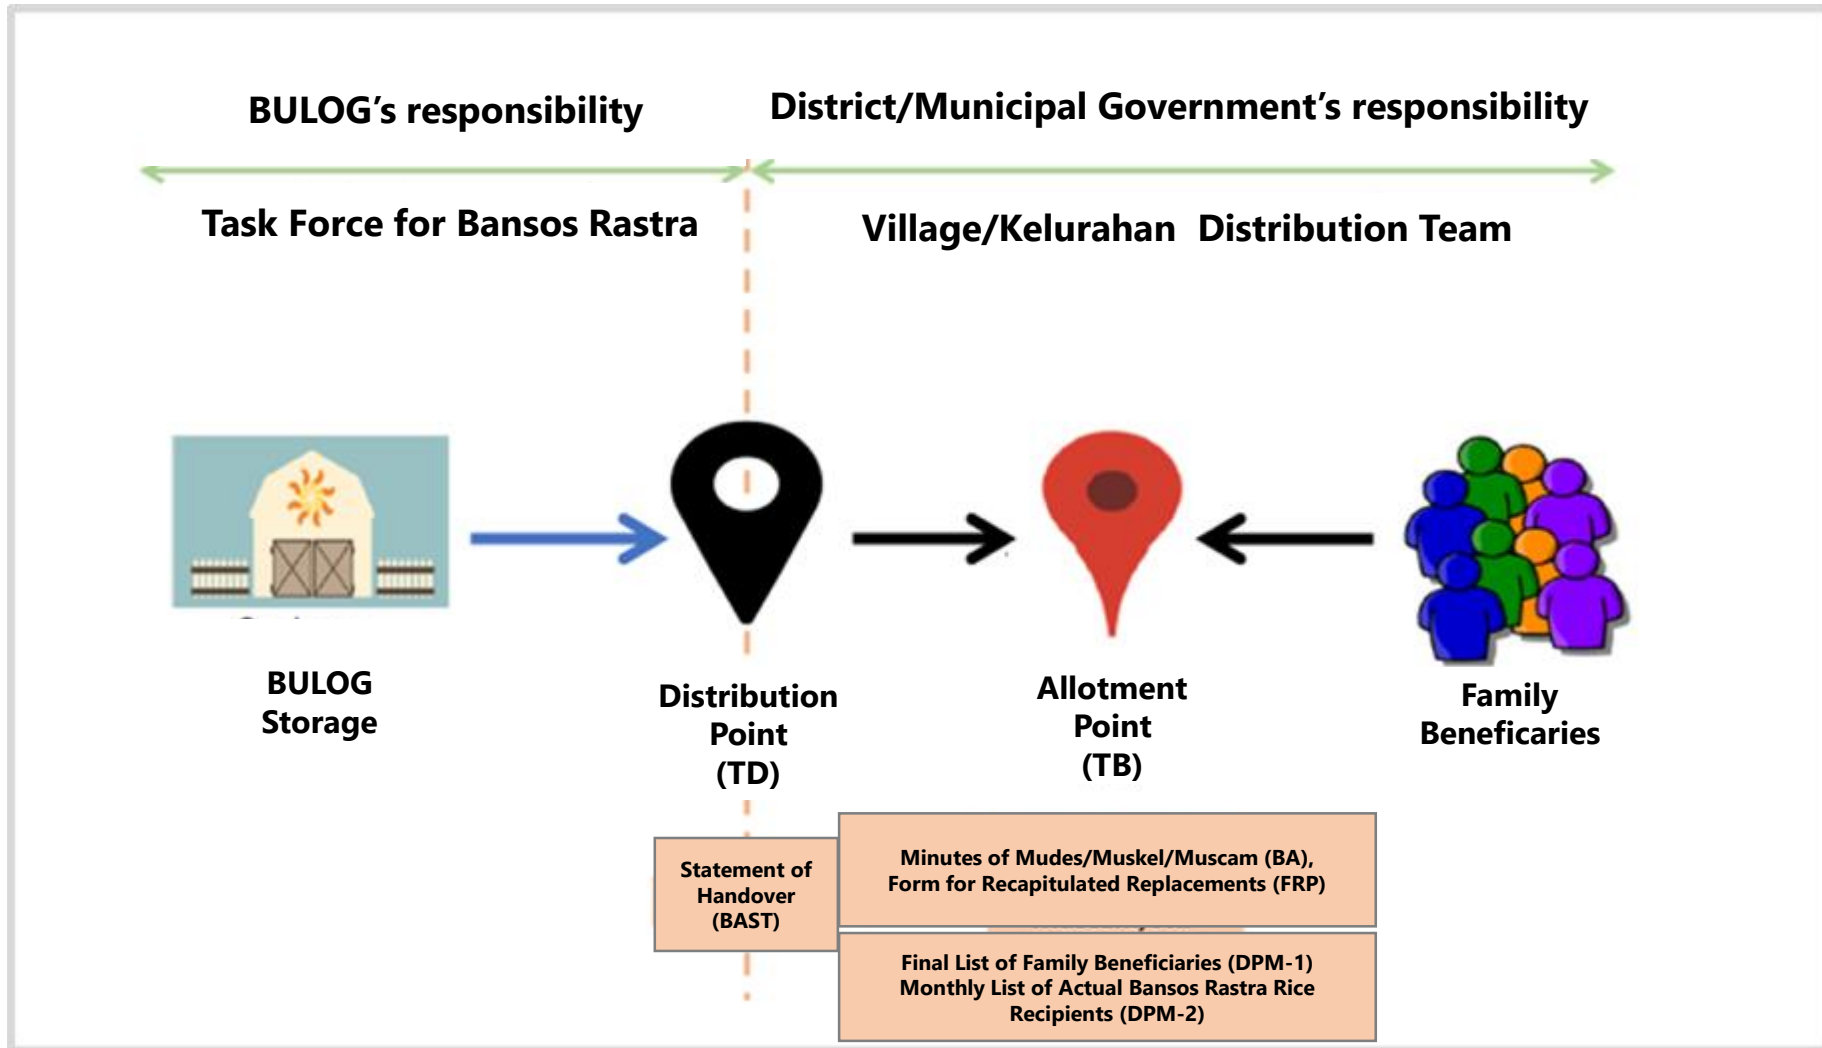 BULOG's responsibility
District/Municipal Government's responsibility
Task Force for Bansos Rastra
Village/Kelurahan Distribution Team
BULOG
Storage
Distribution
Point
(TD)
Allotment
Point
(TB)
Family
Beneficaries
Statement of
Handover
(BAST)
Minutes of Mudes/Muskel/Muscam (BA),
Form for Recapitulated Replacements (FRP)
Final List of Family Beneficiaries (DPM-1)
Monthly List of Actual Bansos Rastra Rice
Recipients (DPM-2)